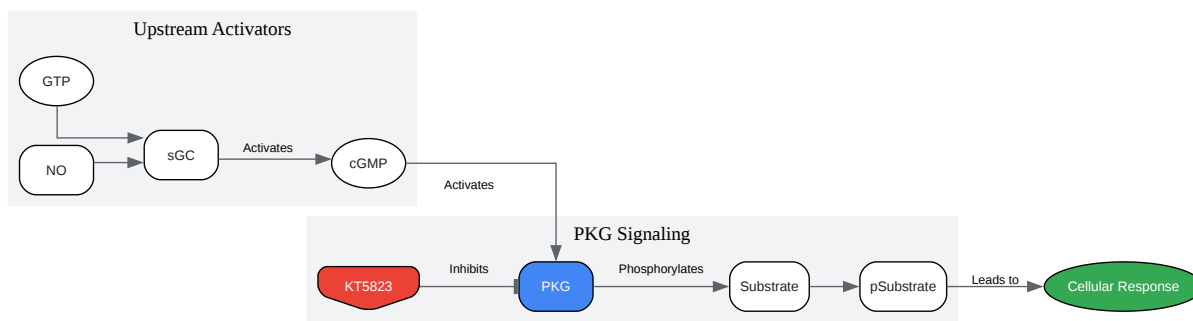 Upstream Activators
GTP
NO
sGC
Activates
cGMP
Activates
PKG Signaling
KT5823
Inhibits
PKG
Phosphorylates
Substrate
pSubstrate
Leads to
Cellular Response